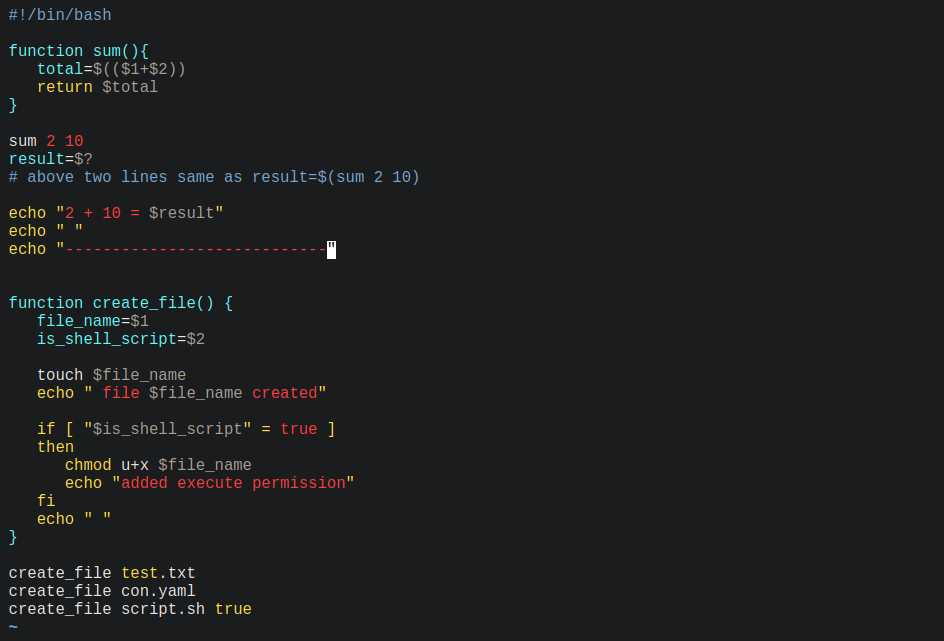 #!/bin/bash
function sum(){
   total=$(($1+$2))
   return $total
}
sum 2 10
result=$?
# above two lines same as result=$(sum 2 10)
echo "2 + 10 = $result"
echo " "
echo "----------------------------"
function create_file() {
   file_name=$1
   is_shell_script=$2
   touch $file_name
   echo " file $file_name created"
   if [ "$is_shell_script" = true ]
   then
      chmod u+x $file_name
      echo "added execute permission"
   fi
   echo " "
}
create_file test.txt
create_file con.yaml
create_file script.sh true
~